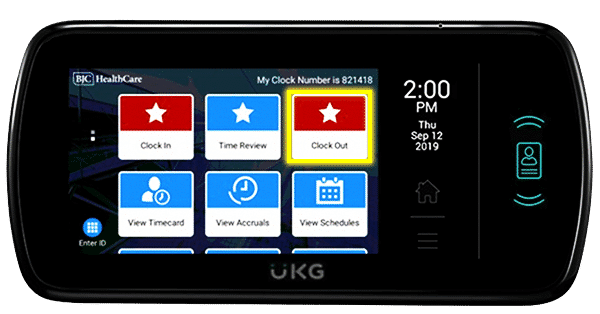 BJC HealthCare
My Clock Number is 821418
2:00
PM
Thu
Sep 12
2019
Clock In
Time Review
Clock Out
View Timecard
View Accruals
View Schedules
Enter ID
UKG